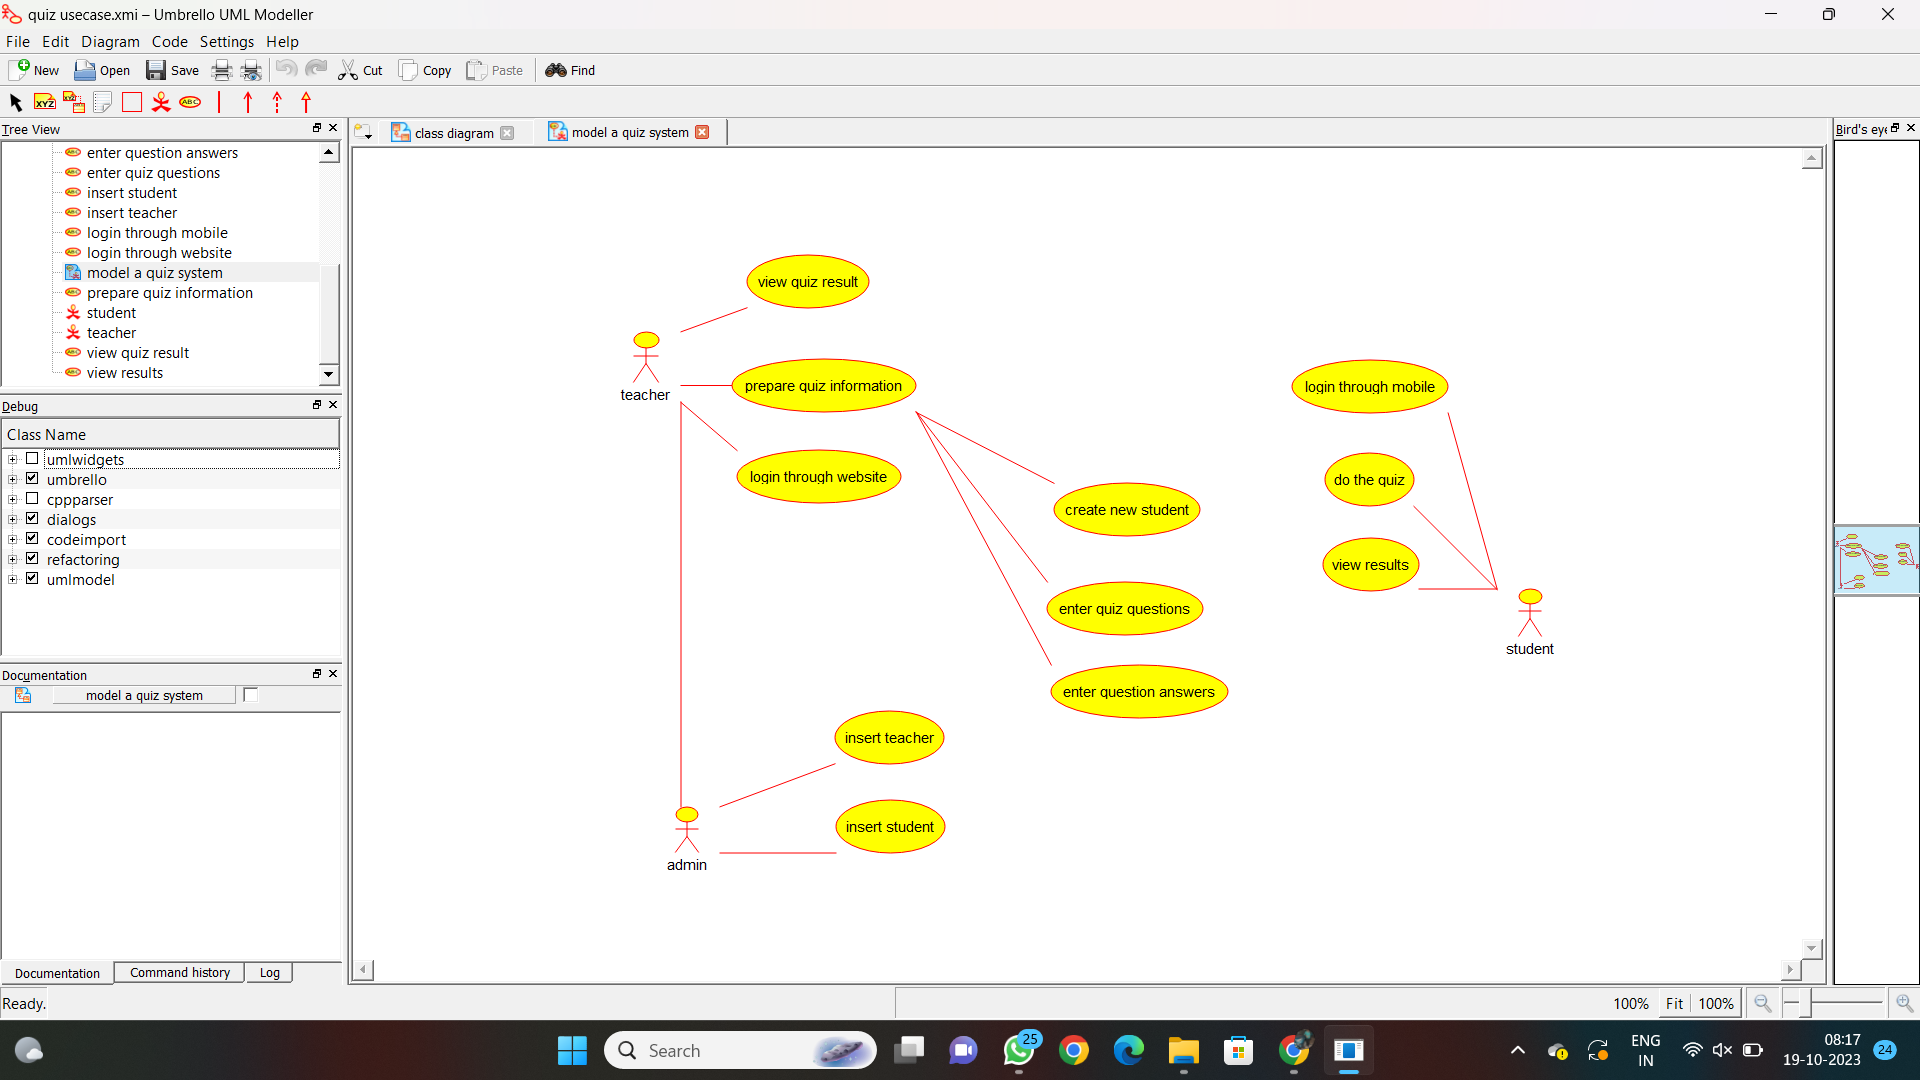 quiz usecase.xmi – Umbrello UML Modeller
File Edit Diagram Code Settings Help
New Open Save Cut Copy Paste Find
XYZ XYZ ABC
Tree View
enter question answers
enter quiz questions
insert student
insert teacher
login through mobile
login through website
model a quiz system
prepare quiz information
student
teacher
view quiz result
view results
Debug
Class Name
umlwidgets
umbrello
cppparser
dialogs
codeimport
refactoring
umlmodel
Documentation
model a quiz system
Documentation Command history Log
Ready.
class diagram model a quiz system
view quiz result
teacher
prepare quiz information
login through website
create new student
enter quiz questions
enter question answers
insert teacher
insert student
admin
login through mobile
do the quiz
view results
student
Bird's eye
100% Fit 100%
Search
25
ENG
IN
08:17
19-10-2023
24